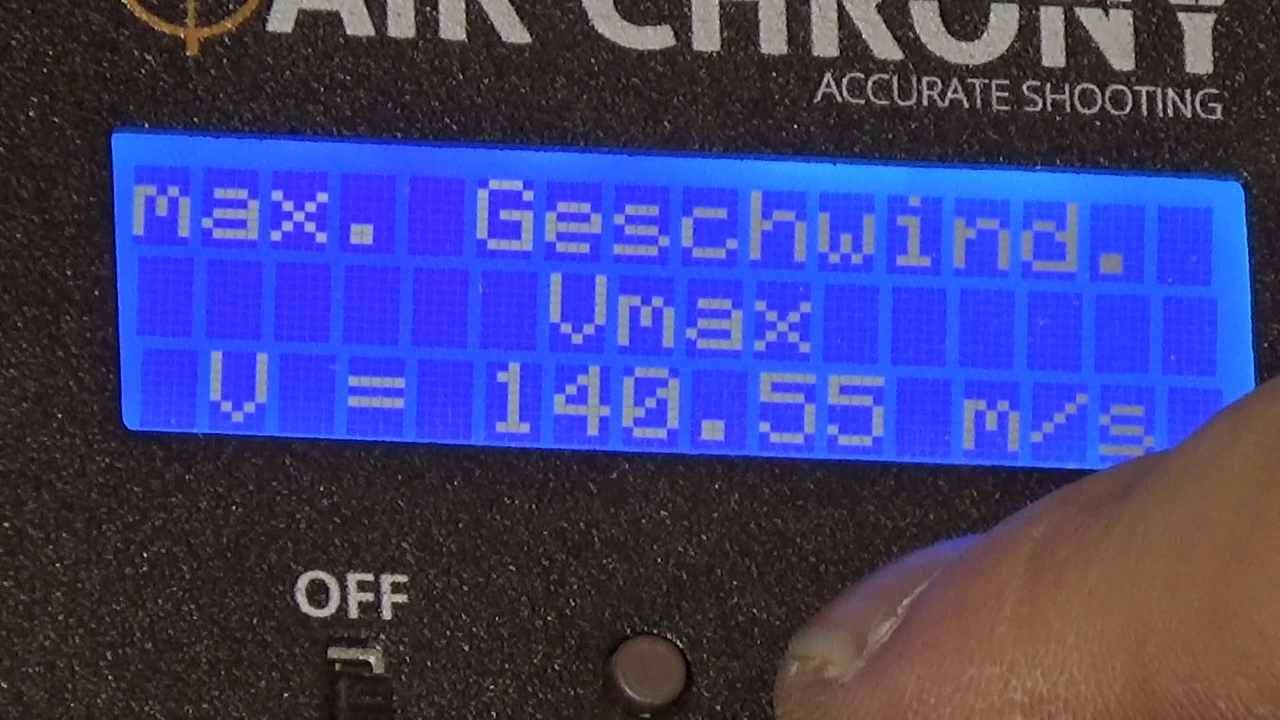 AIR CHRONY
ACCURATE SHOOTING
max. Geschwind.
Vmax
V = 140.55 m/s
OFF